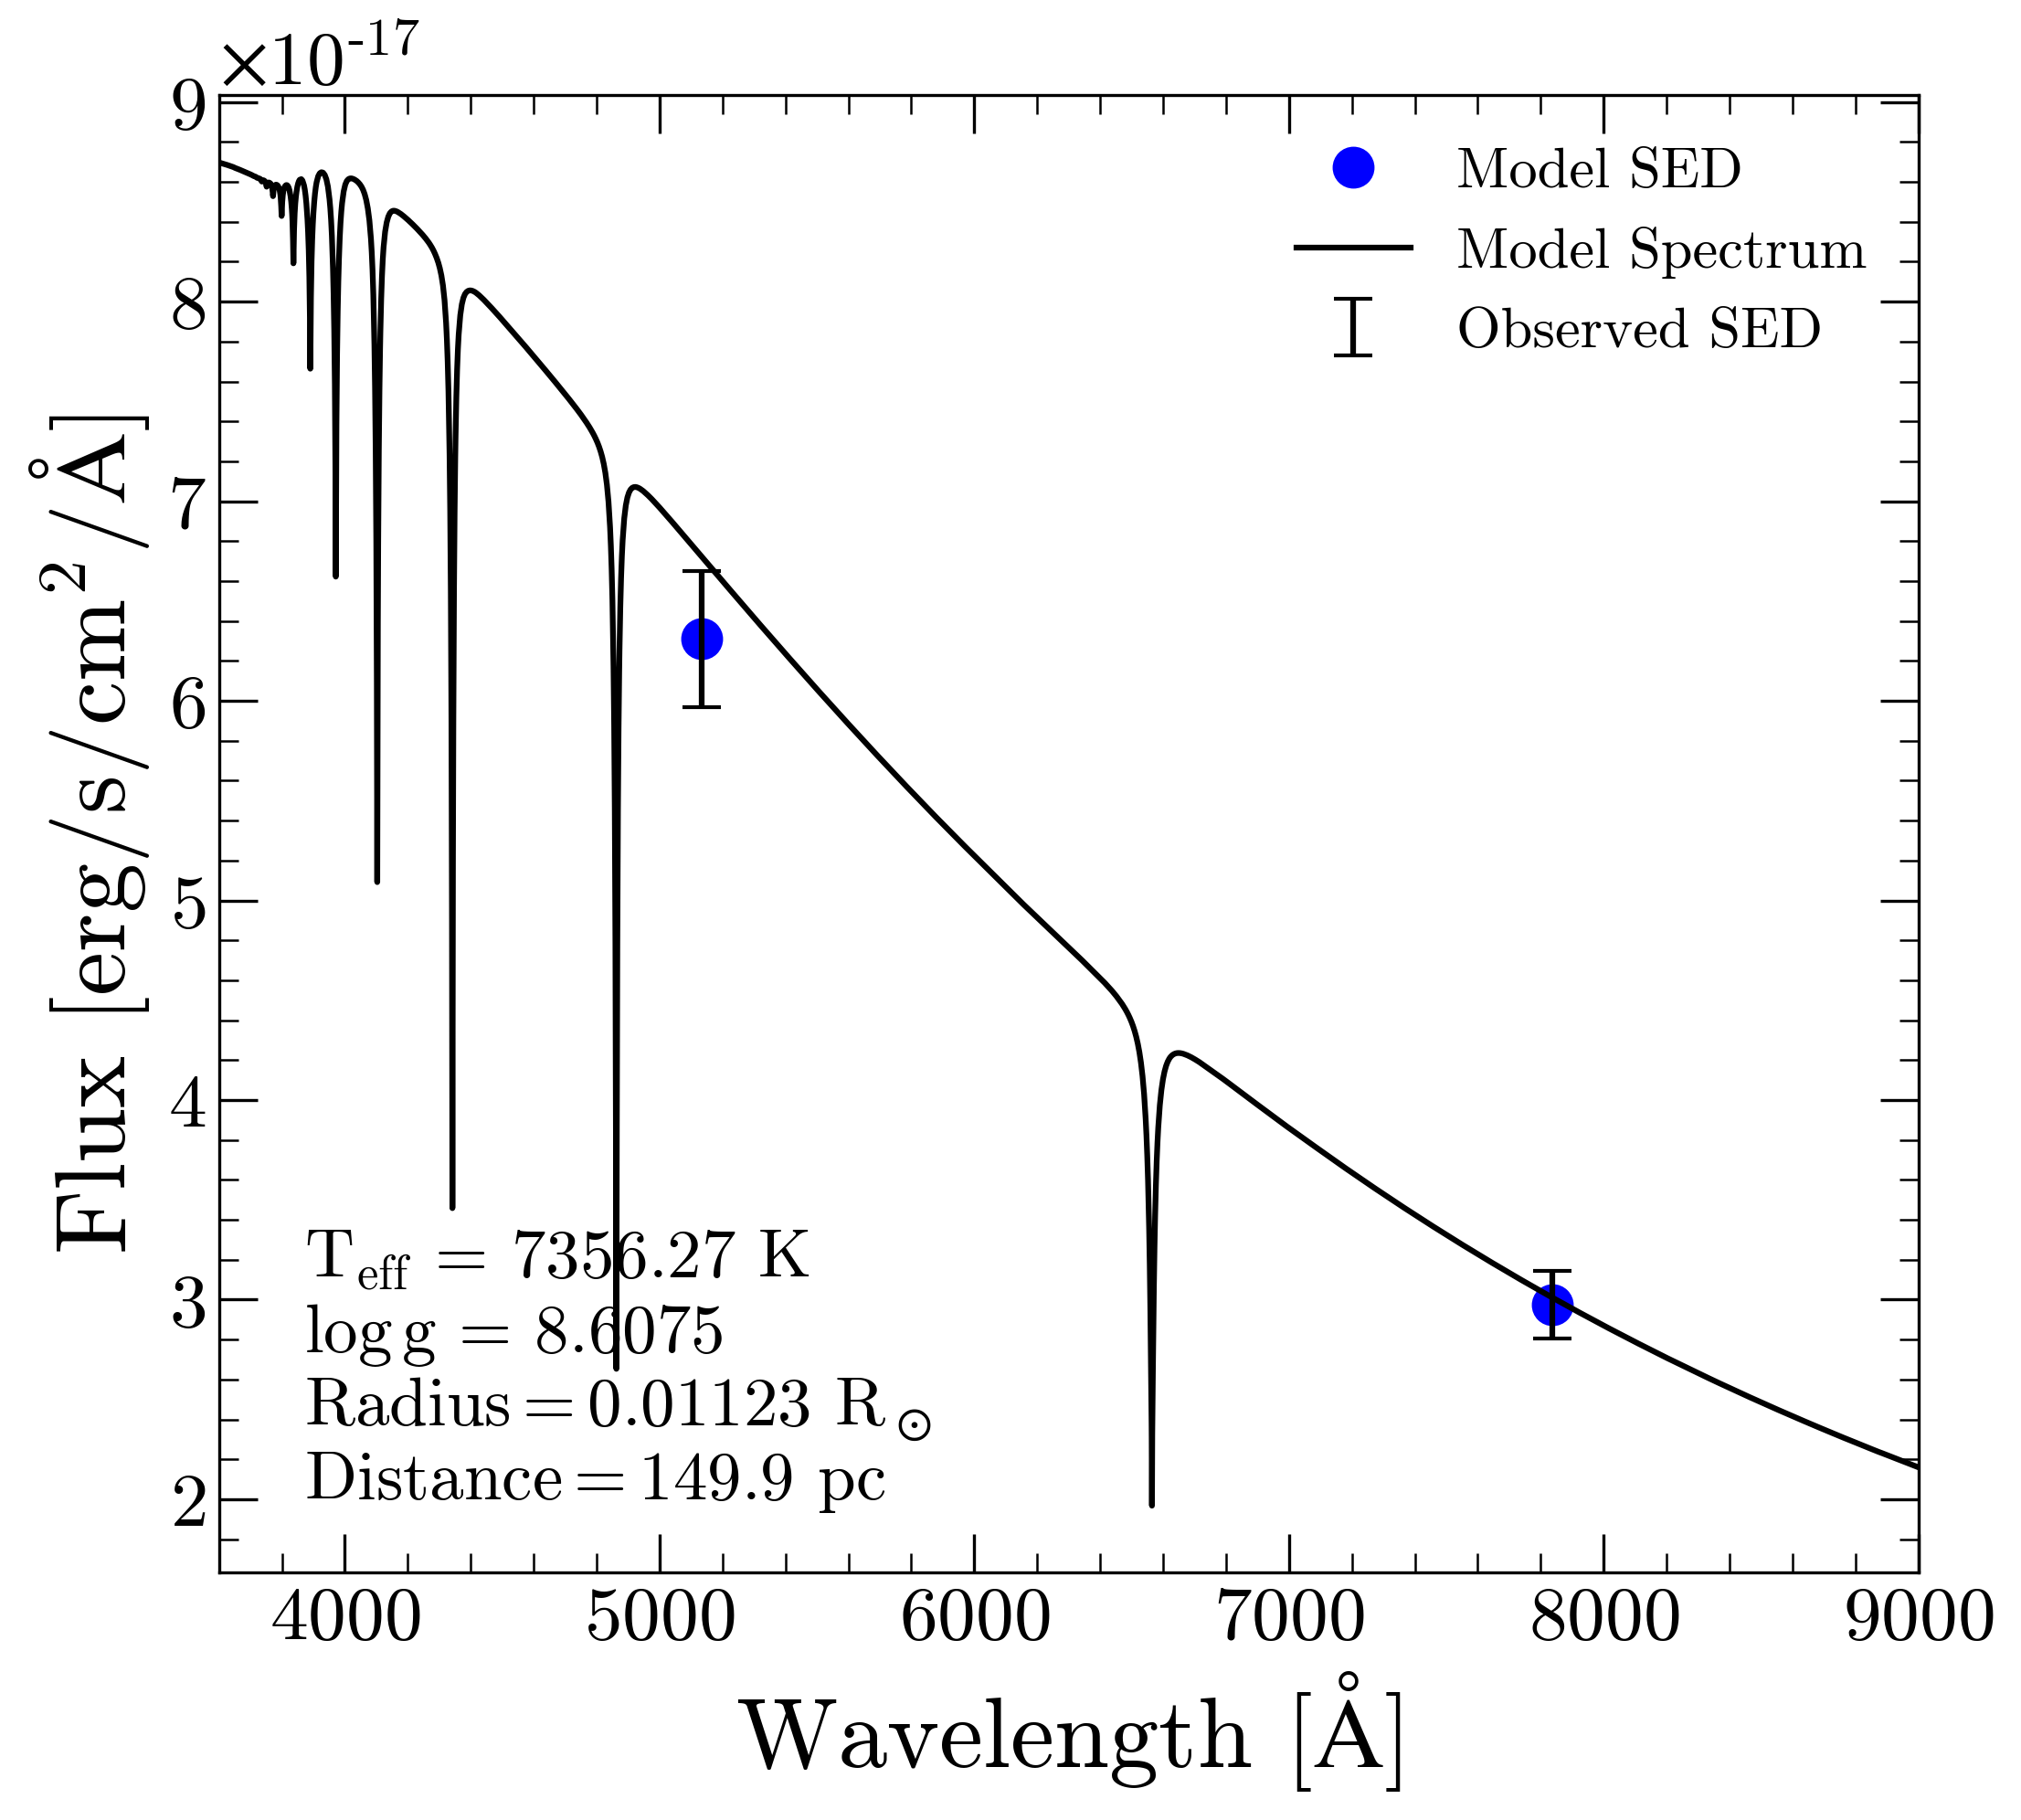 ×10⁻¹⁷
9
8
7
6
5
4
3
2
Flux [erg/s/cm²/Å]
Model SED
Model Spectrum
Observed SED
T_eff = 7356.27 K
log g = 8.6075
Radius = 0.01123 R_⊙
Distance = 149.9 pc
4000 5000 6000 7000 8000 9000
Wavelength [Å]